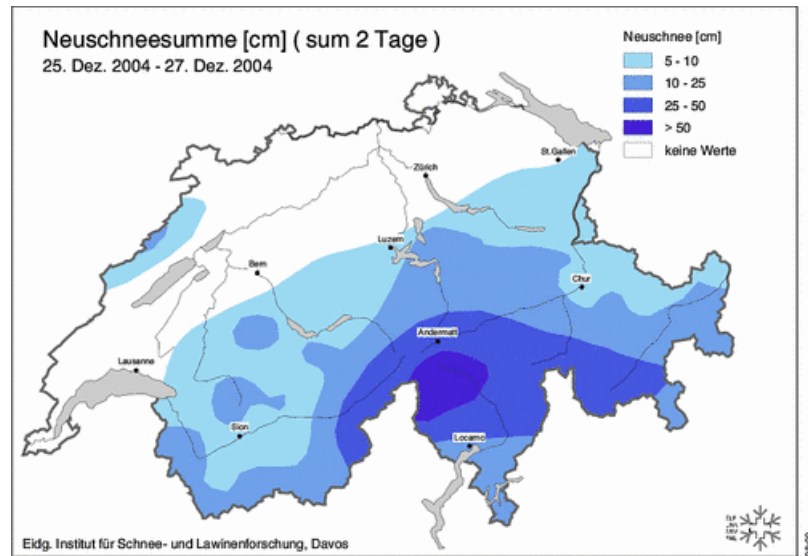 Neuschneesumme [cm] ( sum 2 Tage )
25. Dez. 2004 - 27. Dez. 2004
Neuschnee [cm]
5 - 10
10 - 25
25 - 50
> 50
keine Werte
St.Gallen
Zürich
Luzern
Bern
Chur
Andermatt
Lausanne
Sion
Locarno
Eidg. Institut für Schnee- und Lawinenforschung, Davos